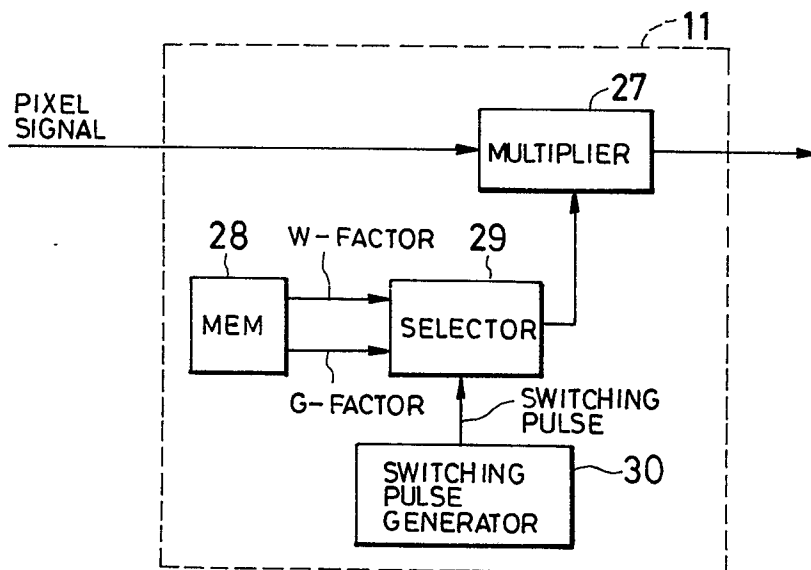 11
PIXEL
SIGNAL
27
MULTIPLIER
28
W-FACTOR
29
MEM
SELECTOR
G-FACTOR
SWITCHING
PULSE
SWITCHING
PULSE
GENERATOR
30